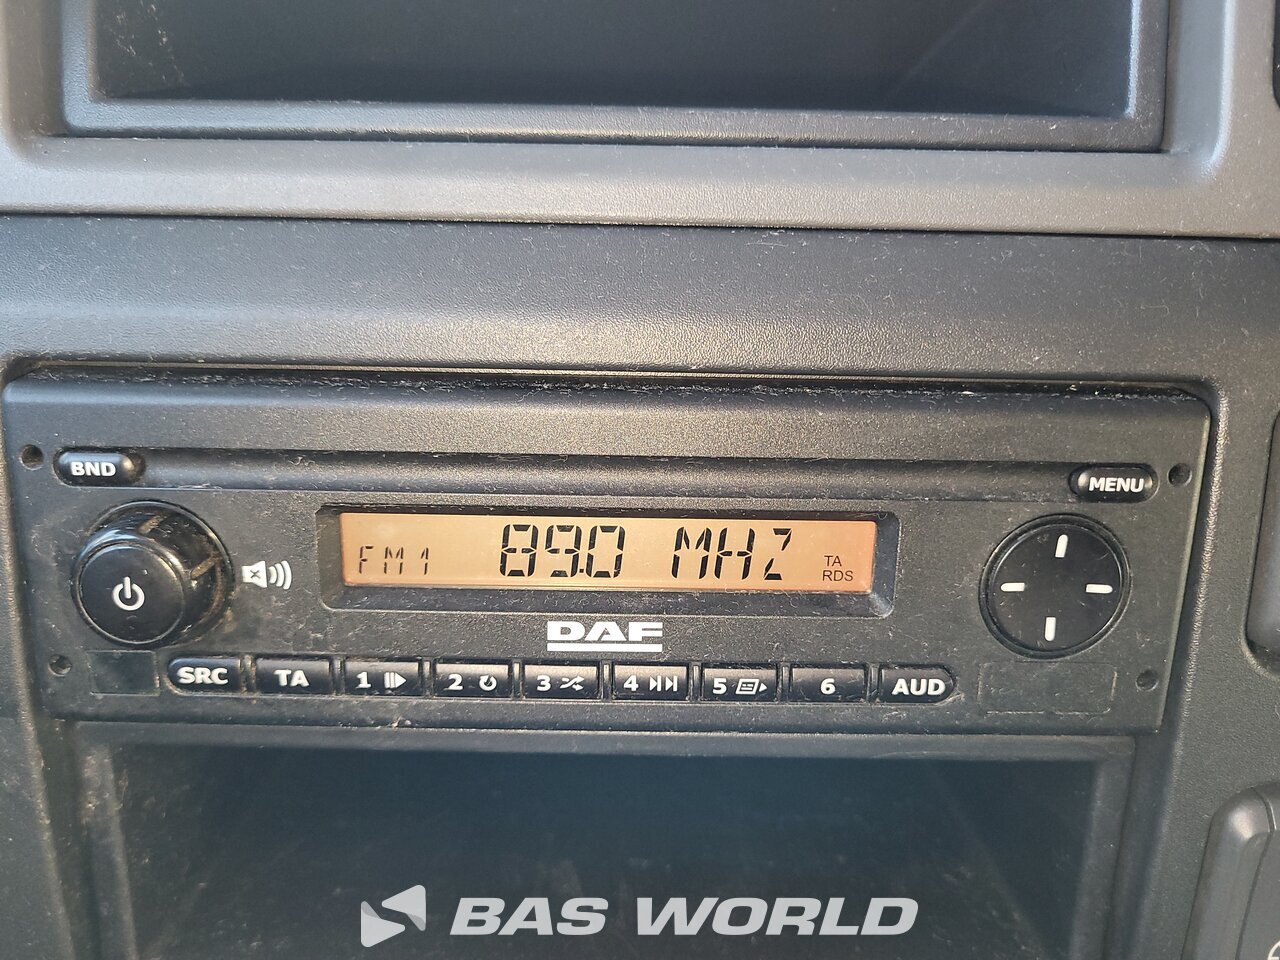 BND
MENU
FM1 89.0 MHZ TA
RDS
DAF
SRC TA 1 2 3 4 5 6 AUD
BAS WORLD